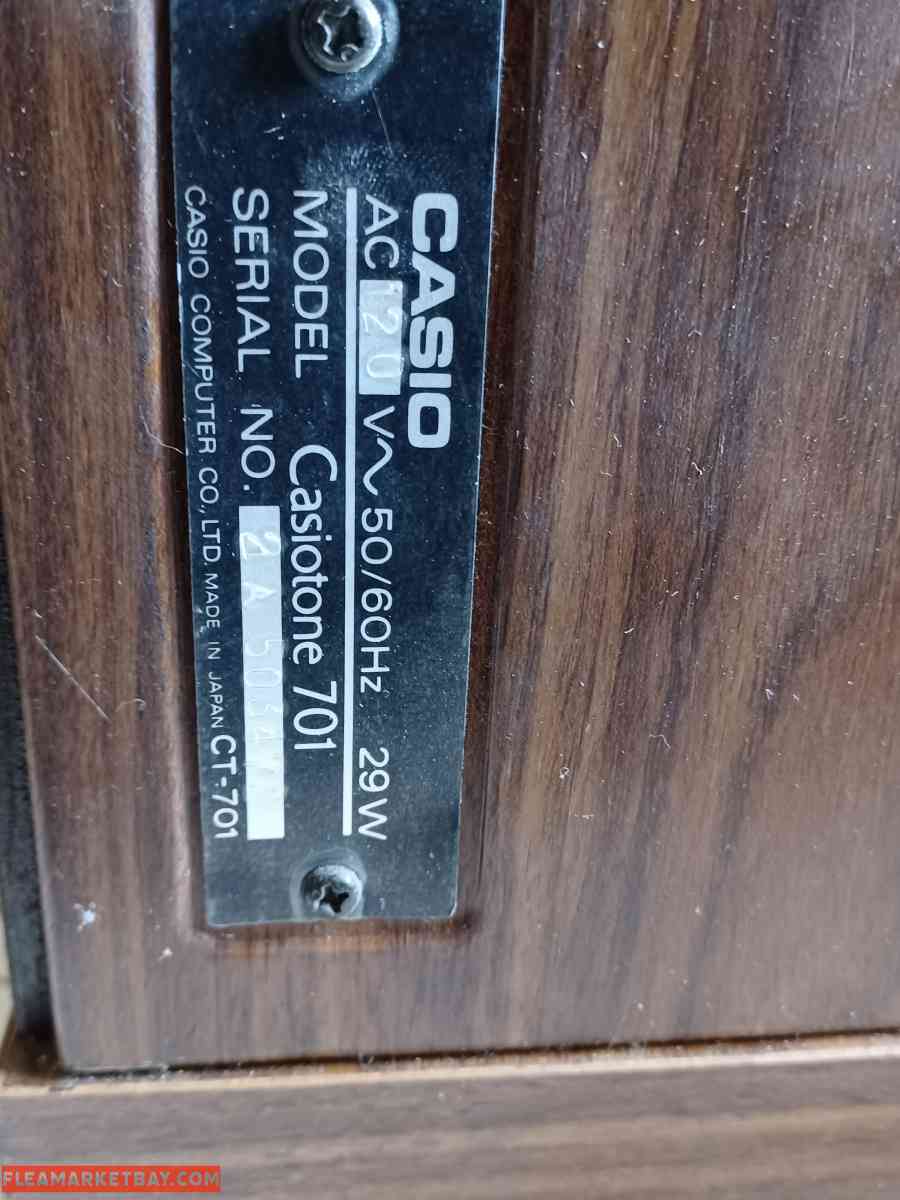 CASIO
AC 120 V~50/60Hz 29W
MODEL Casiotone 701
SERIAL NO.
CASIO COMPUTER CO., LTD. MADE IN JAPAN CT-701
FLEAMARKETBAY.COM